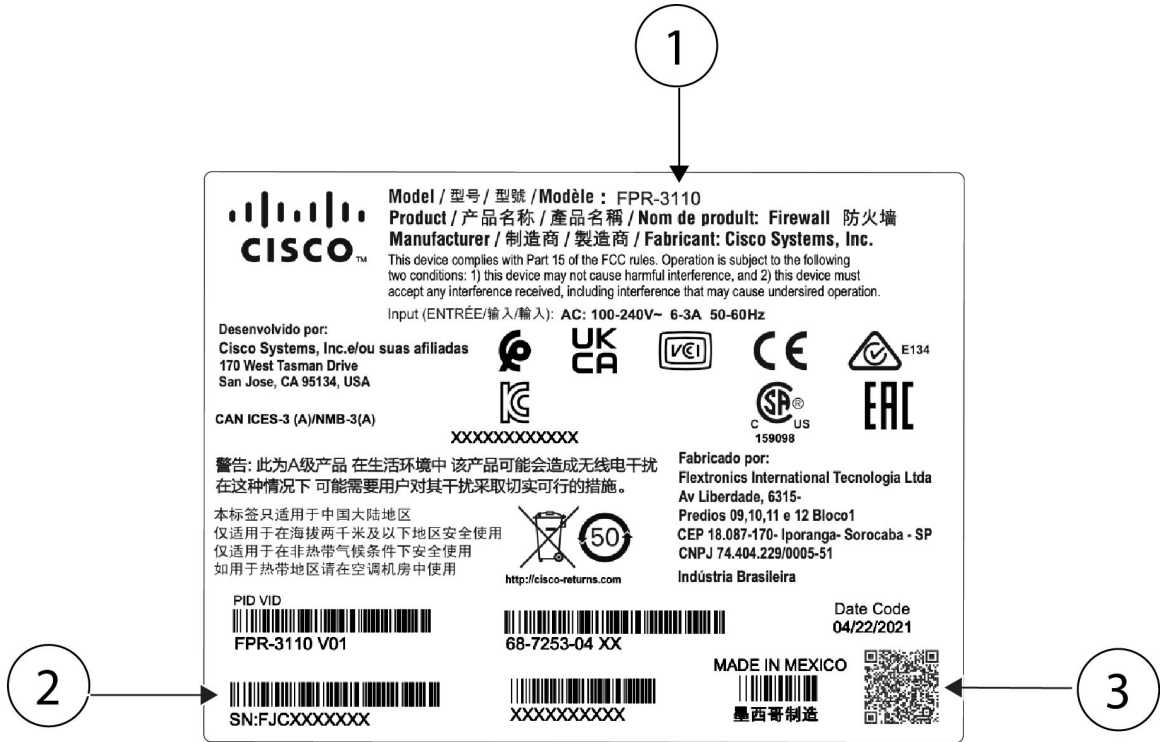 1
Model / 型号 / 型號 / Modèle : FPR-3110
Product / 产品名称 / 產品名稱 / Nom de prodult: Firewall 防火墙
Manufacturer / 制造商 / 製造商 / Fabricant: Cisco Systems, Inc.
CISCO TM
This device complies with Part 15 of the FCC rules. Operation is subject to the following
two conditions: 1) this device may not cause harmful interference, and 2) this device must
accept any interference received, including interference that may cause undersired operation.
Input (ENTRÉE/输入/輸入): AC: 100-240V~ 6-3A 50-60Hz
Desenvolvido por:
Cisco Systems, Inc.e/ou suas afiliadas
170 West Tasman Drive
San Jose, CA 95134, USA
UK
CA
VCI
CE
E134
CAN ICES-3 (A)/NMB-3(A)
KC
XXXXXXXXXXXX
C SA ® US
159098
EAC
警告: 此为A级产品 在生活环境中 该产品可能会造成无线电干扰
在这种情况下 可能需要用户对其干扰采取切实可行的措施。
本标签只适用于中国大陆地区
仅适用于在海拔两千米及以下地区安全使用
仅适用于在非热带气候条件下安全使用
如用于热带地区请在空调机房中使用
50
http://cisco-returns.com
Fabricado por:
Flextronics International Tecnologia Ltda
Av Liberdade, 6315-
Predios 09,10,11 e 12 Bloco1
CEP 18.087-170- Iporanga- Sorocaba - SP
CNPJ 74.404.229/0005-51
Indústria Brasileira
PID VID
FPR-3110 V01
68-7253-04 XX
Date Code
04/22/2021
2
SN:FJCXXXXXXX
XXXXXXXXXX
MADE IN MEXICO
墨西哥制造
3